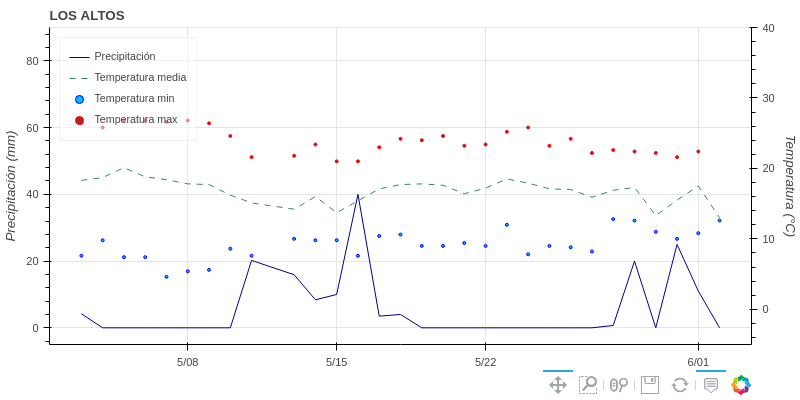 LOS ALTOS
Precipitación
Temperatura media
Temperatura min
Temperatura max
Precipitación (mm)
80
60
40
20
0
40
30
20
10
0
Temperatura (°C)
5/08
5/15
5/22
6/01